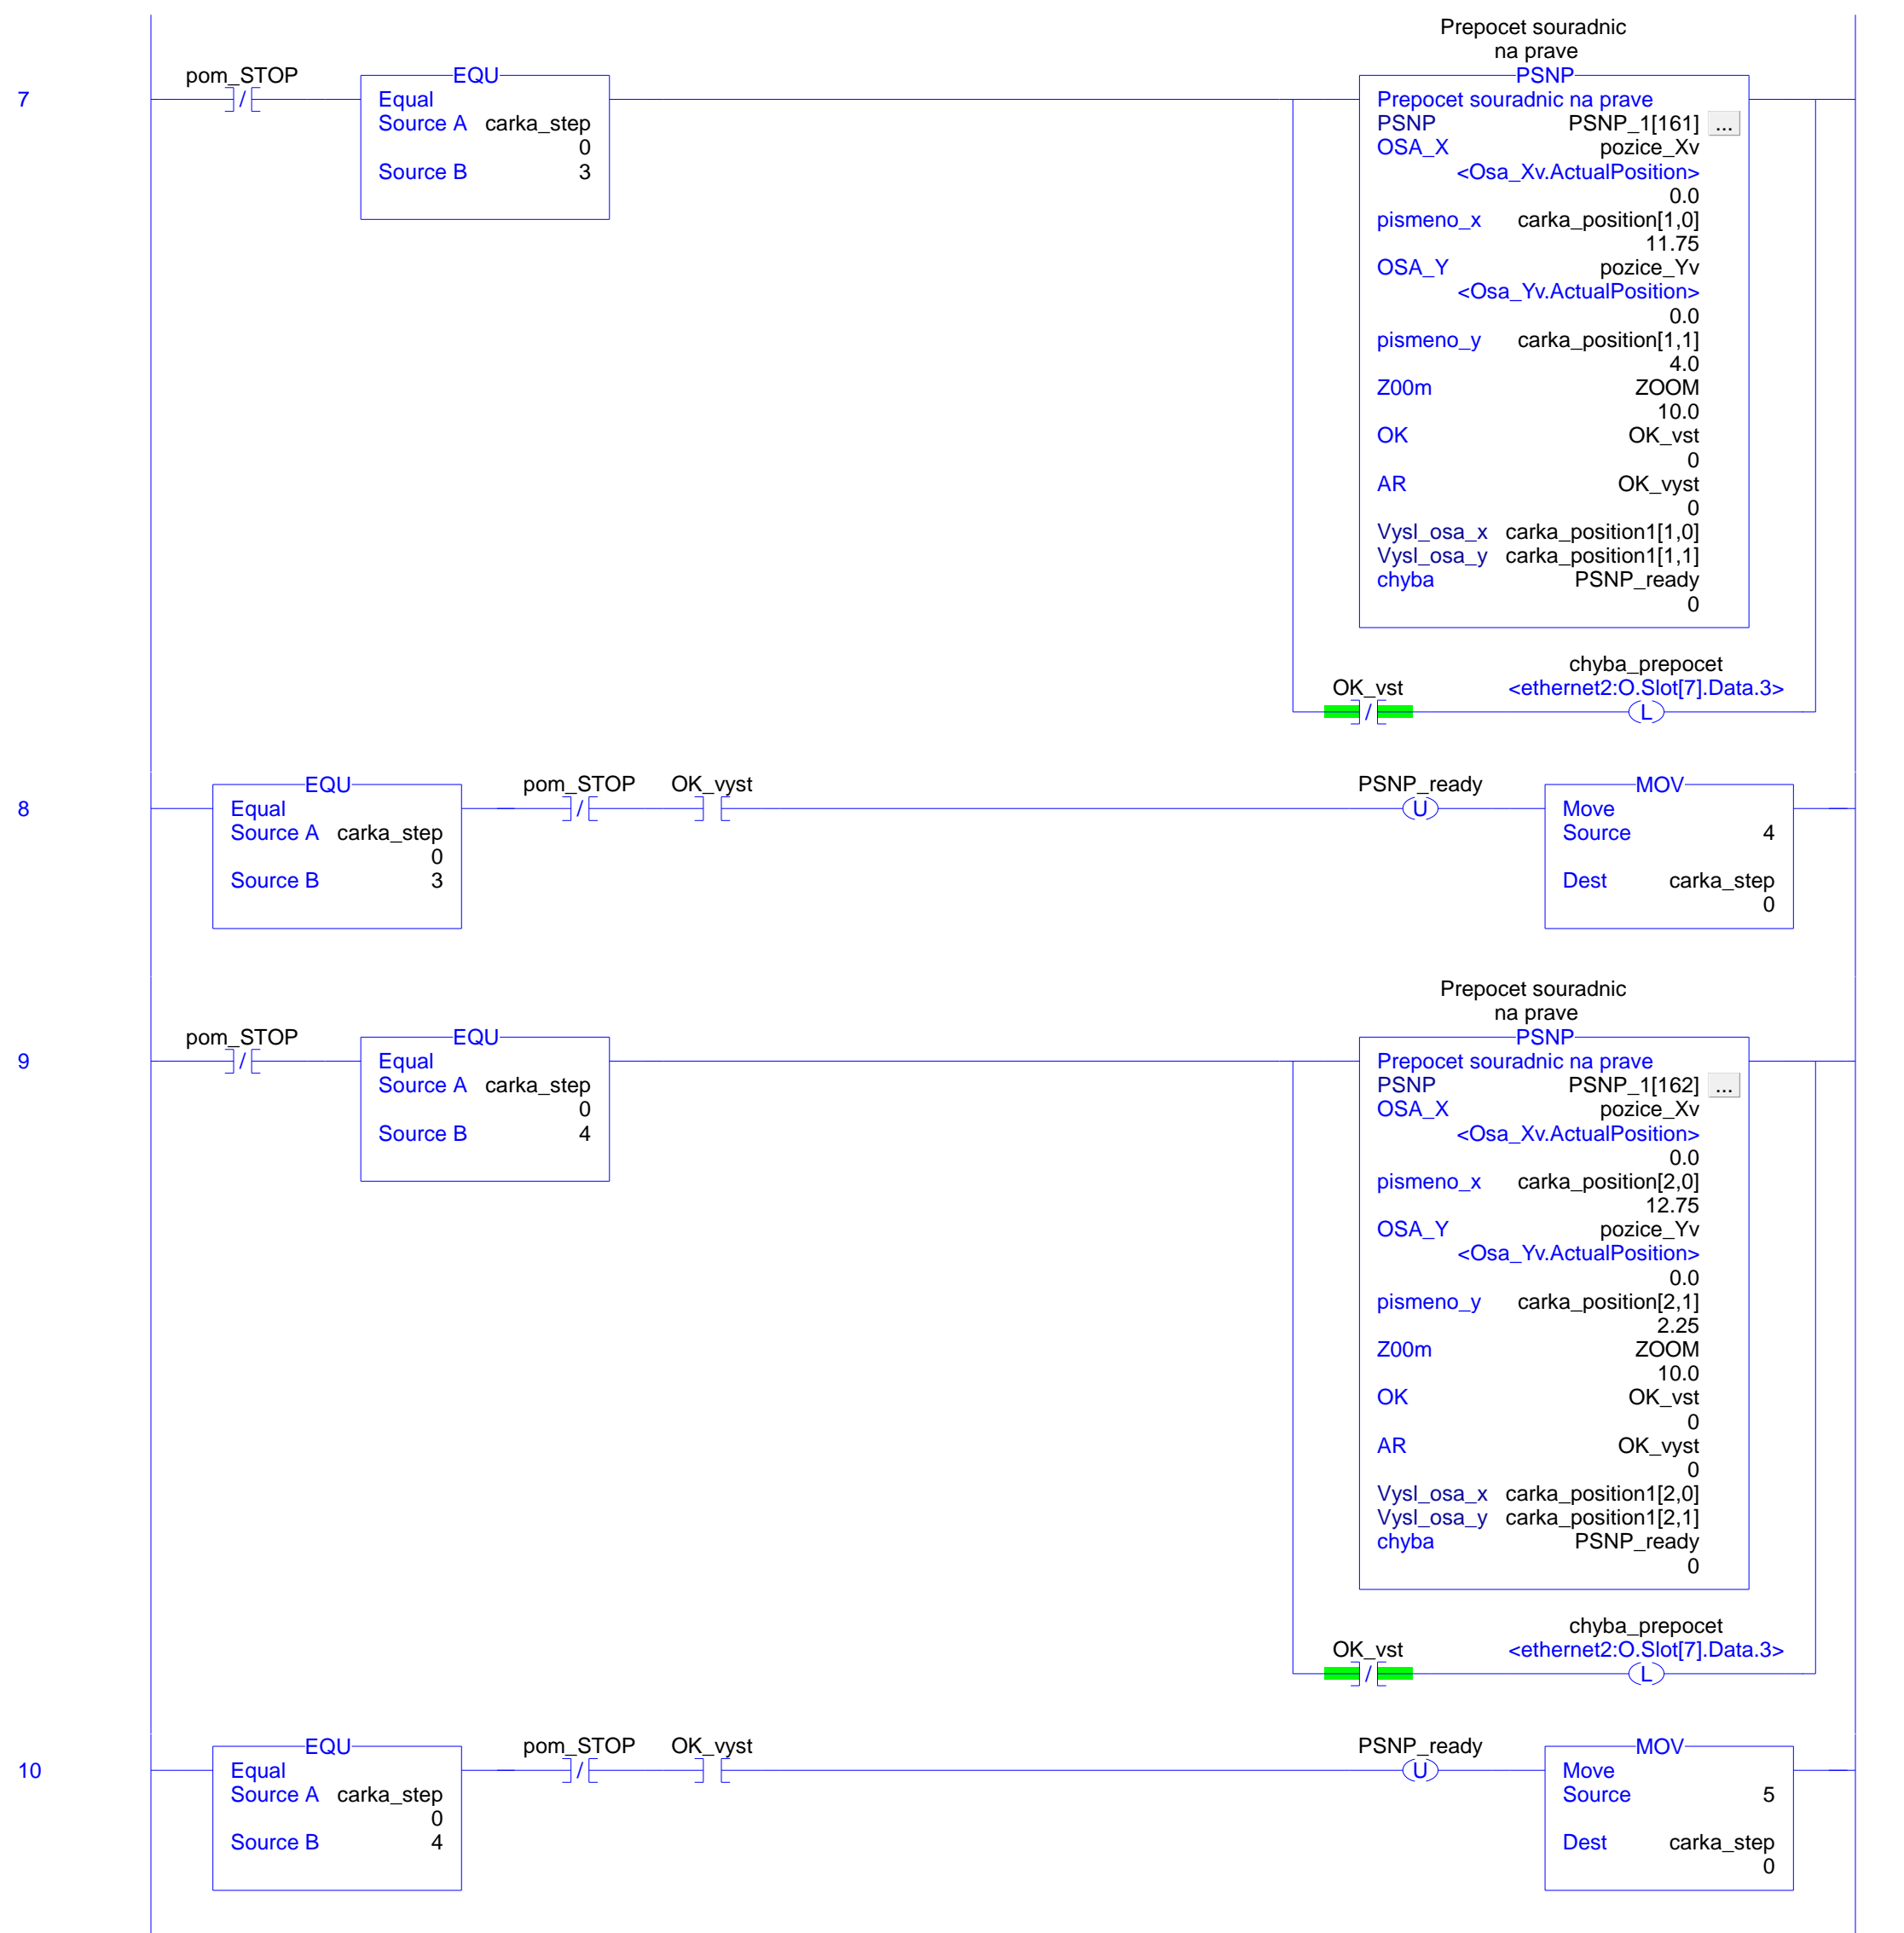 Prepocet souradnic
na prave
7
pom_STOP
EQU
Equal
Source A carka_step
0
Source B 3
PSNP
Prepocet souradnic na prave
PSNP PSNP_1[161] ...
OSA_X pozice_Xv
<Osa_Xv.ActualPosition>
0.0
pismeno_x carka_position[1,0]
11.75
OSA_Y pozice_Yv
<Osa_Yv.ActualPosition>
0.0
pismeno_y carka_position[1,1]
4.0
Z00m ZOOM
10.0
OK OK_vst
0
AR OK_vyst
0
Vysl_osa_x carka_position1[1,0]
Vysl_osa_y carka_position1[1,1]
chyba PSNP_ready
0
OK_vst
/
chyba_prepocet
<ethernet2:O.Slot[7].Data.3>
L
8
EQU
Equal
Source A carka_step
0
Source B 3
pom_STOP
/
OK_vyst
PSNP_ready
U
MOV
Move
Source 4
Dest carka_step
0
Prepocet souradnic
na prave
9
pom_STOP
/
EQU
Equal
Source A carka_step
0
Source B 4
PSNP
Prepocet souradnic na prave
PSNP PSNP_1[162] ...
OSA_X pozice_Xv
<Osa_Xv.ActualPosition>
0.0
pismeno_x carka_position[2,0]
12.75
OSA_Y pozice_Yv
<Osa_Yv.ActualPosition>
0.0
pismeno_y carka_position[2,1]
2.25
Z00m ZOOM
10.0
OK OK_vst
0
AR OK_vyst
0
Vysl_osa_x carka_position1[2,0]
Vysl_osa_y carka_position1[2,1]
chyba PSNP_ready
0
OK_vst
/
chyba_prepocet
<ethernet2:O.Slot[7].Data.3>
L
10
EQU
Equal
Source A carka_step
0
Source B 4
pom_STOP
/
OK_vyst
PSNP_ready
U
MOV
Move
Source 5
Dest carka_step
0